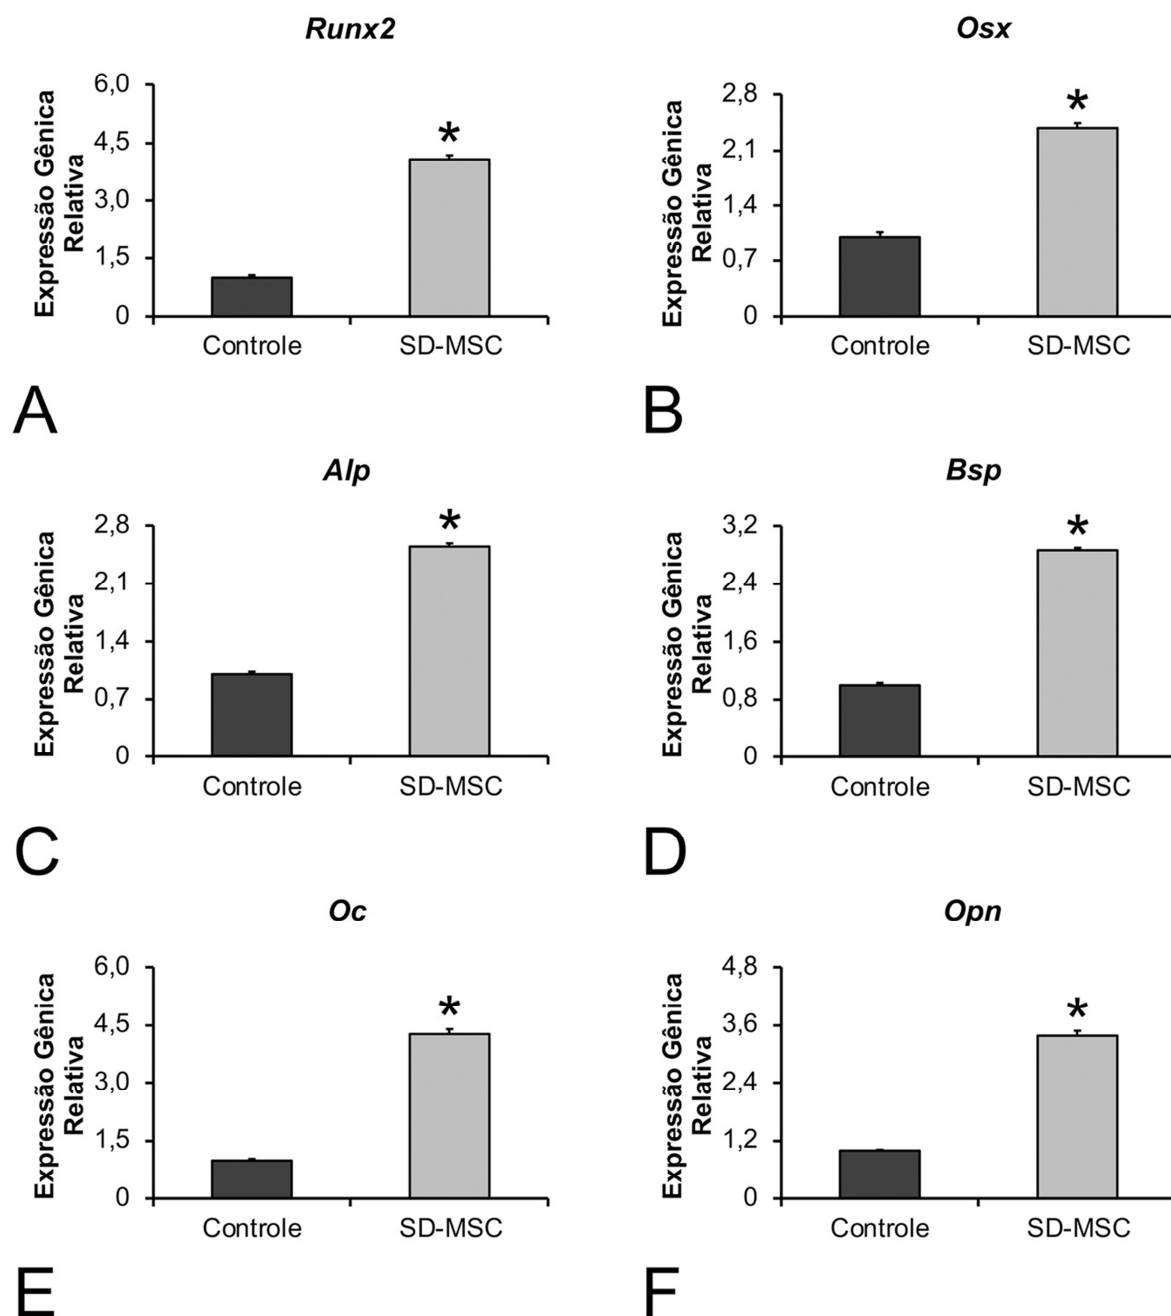 Runx2
Expressão Gênica
Relativa
6,0
4,5
3,0
1,5
0
*
Controle
SD-MSC
A
Osx
Expressão Gênica
Relativa
2,8
2,1
1,4
0,7
0
*
Controle
SD-MSC
B
Alp
Expressão Gênica
Relativa
2,8
2,1
1,4
0,7
0
*
Controle
SD-MSC
C
Bsp
Expressão Gênica
Relativa
3,2
2,4
1,6
0,8
0
*
Controle
SD-MSC
D
Oc
Expressão Gênica
Relativa
6,0
4,5
3,0
1,5
0
*
Controle
SD-MSC
E
Opn
Expressão Gênica
Relativa
4,8
3,6
2,4
1,2
0
*
Controle
SD-MSC
F